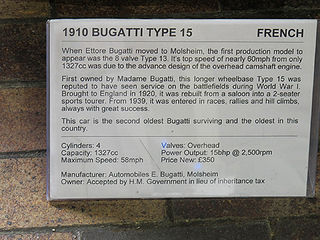 1910 BUGATTI TYPE 15 FRENCH
When Ettore Bugatti moved to Molsheim, the first production model to
appear was the 8 valve Type 13. It's top speed of nearly 60mph from only
1327cc was due to the advance design of the overhead camshaft engine.
First owned by Madame Bugatti, this longer wheelbase Type 15 was
reputed to have seen service on the battlefields during World War I.
Brought to England in 1920, it was rebuilt from a saloon into a 2-seater
sports tourer. From 1939, it was entered in races, rallies and hill climbs,
always with great success.
This car is the second oldest Bugatti surviving and the oldest in this
country.
Cylinders: 4 Valves: Overhead
Capacity: 1327cc Power Output: 15bhp @ 2,500rpm
Maximum Speed: 58mph Price New: £350
Manufacturer: Automobiles E. Bugatti, Molsheim
Owner: Accepted by H.M. Government in lieu of inheritance tax